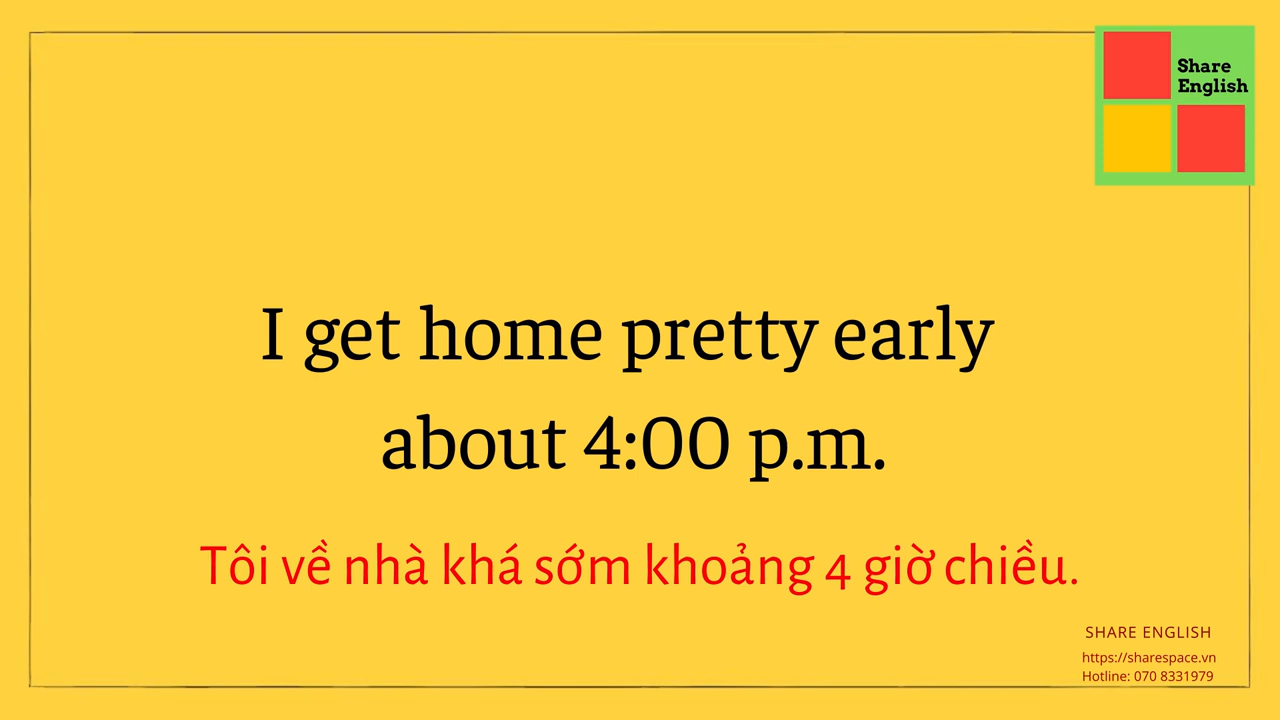 Share
English
I get home pretty early
about 4:00 p.m.
Tôi về nhà khá sớm khoảng 4 giờ chiều.
SHARE ENGLISH
https://sharespace.vn
Hotline: 070 8331979